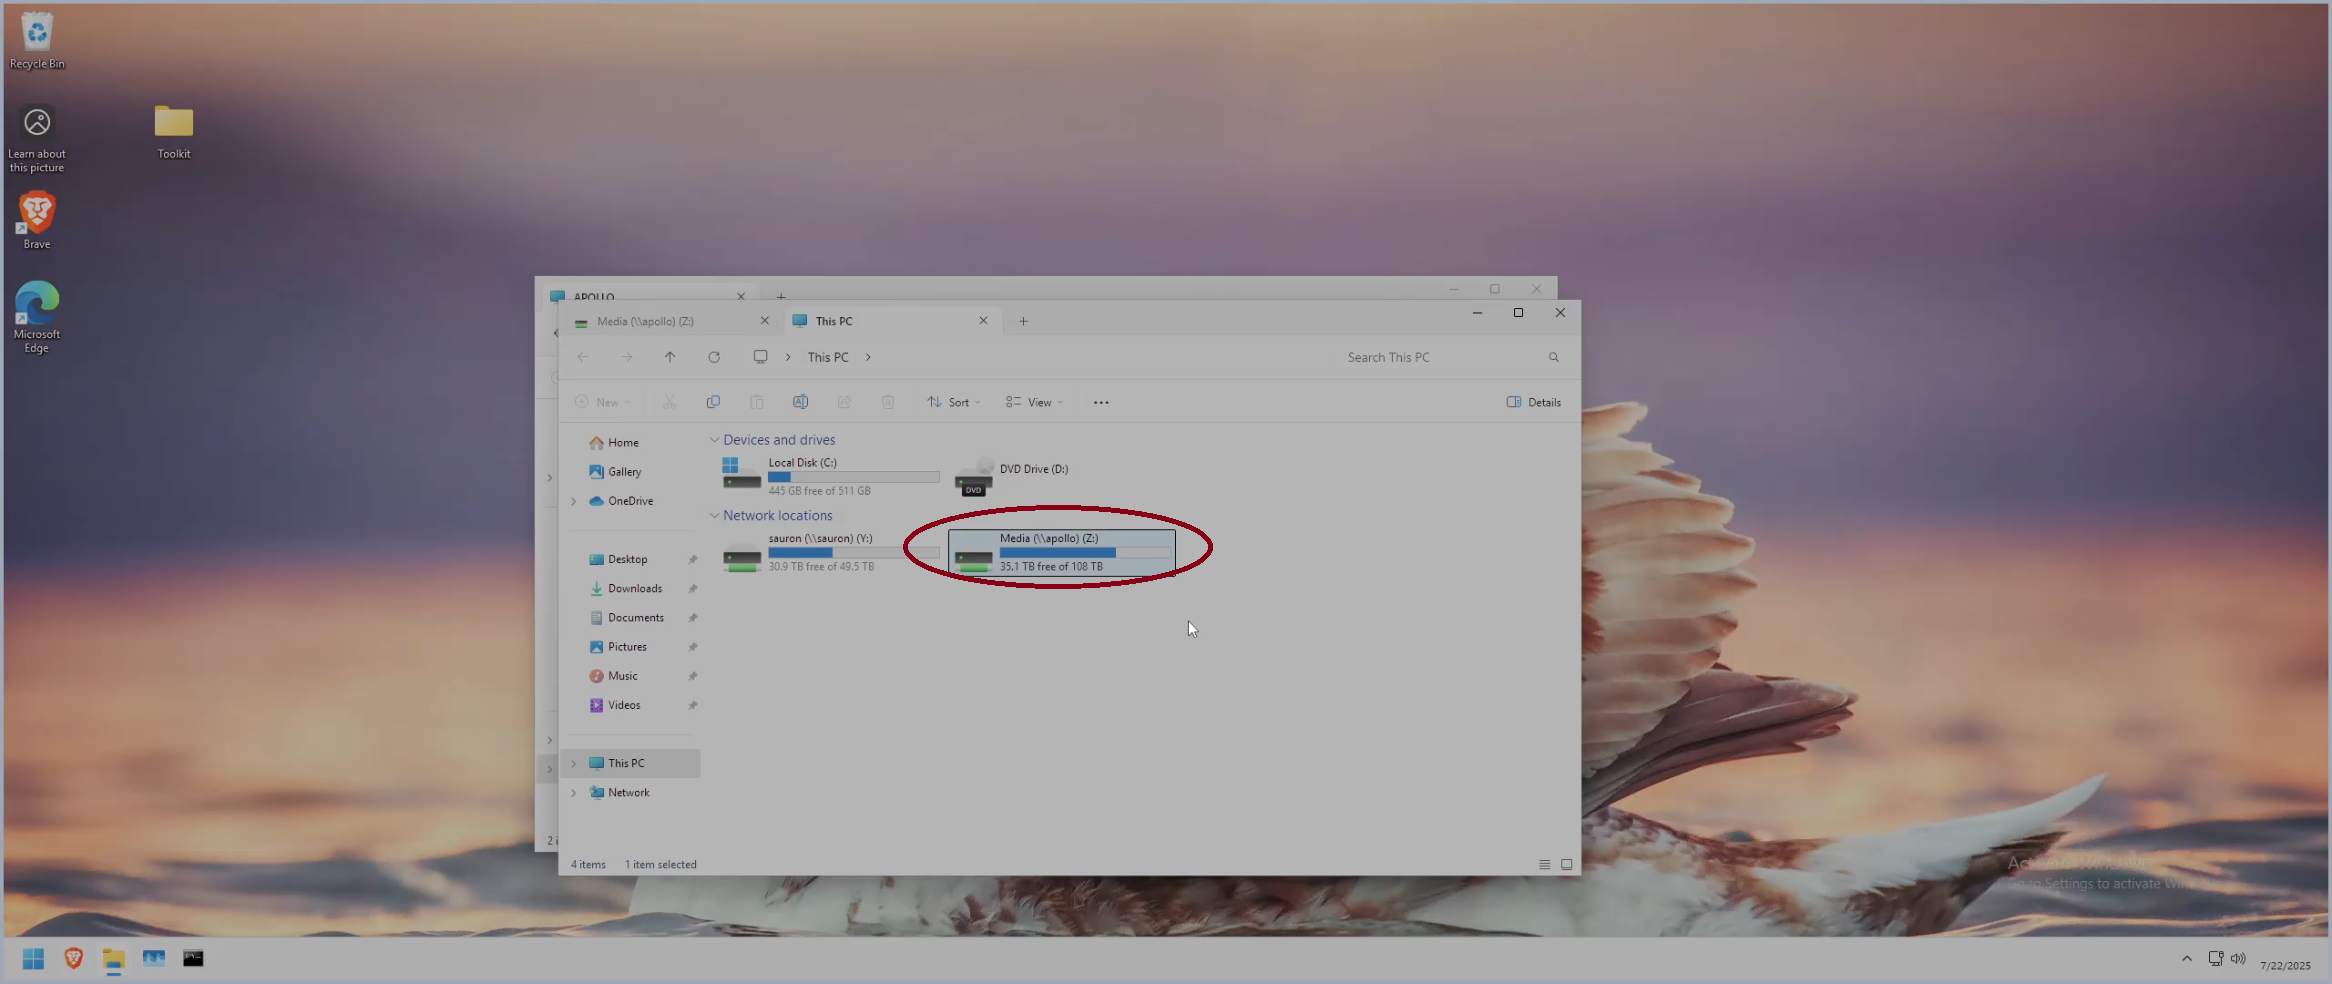 Recycle Bin
Learn about
this picture
Toolkit
Brave
Microsoft
Edge
APOLLO
Media (\\apollo) (Z:)
This PC
This PC
Search This PC
New
Sort
View
Details
Home
Gallery
OneDrive
Desktop
Downloads
Documents
Pictures
Music
Videos
This PC
Network
Devices and drives
Local Disk (C:)
445 GB free of 511 GB
DVD Drive (D:)
DVD
Network locations
sauron (\\sauron) (Y:)
30.9 TB free of 49.5 TB
Media (\\apollo) (Z:)
35.1 TB free of 108 TB
4 items
1 item selected
Activate Windows
Go to Settings to activate
7/22/2025